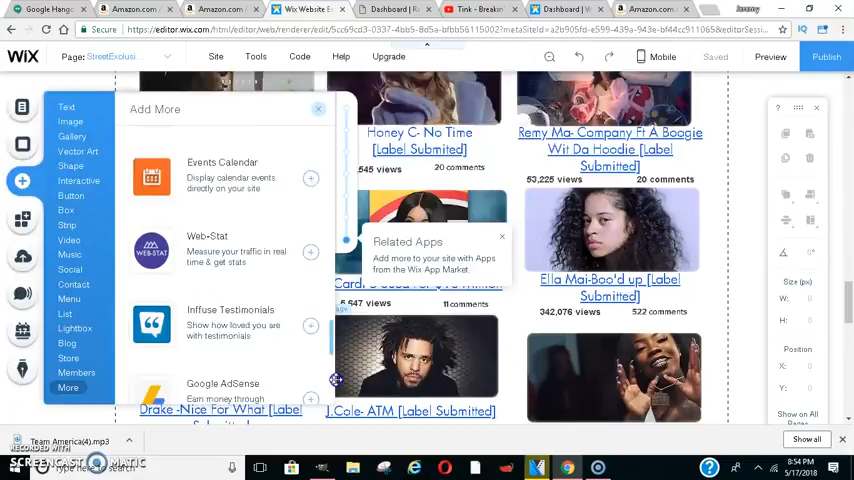 Google Hango
Amazon.com
Amazon.com
Wix Website E
Dashboard | R
Tink - Breakin
Dashboard | W
Amazon.com
Jeremy
Secure
https://editor.wix.com/html/editor/web/renderer/edit/5cc69cd3-0337-4bb5-8d5a-bfbb56115002?metaSiteId=a2b905fd-e599-439a-93e-bf44cc911065&editorSessi...
WiX
Page:
StreetExclusi...
Site
Tools
Code
Help
Upgrade
Mobile
Saved
Preview
Publish
Text
Image
Gallery
Vector Art
Shape
Interactive
Button
Box
Strip
Video
Music
Social
Contact
Menu
List
Lightbox
Blog
Store
Members
More
Add More
Events Calendar
Display calendar events
directly on your site
Web-Stat
Measure your traffic in real
time & get stats
Inffuse Testimonials
Show how loved you are
with testimonials
Google AdSense
Earn money through
Related Apps
Add more to your site with Apps
from the Wix App Market
Honey C- No Time
[Label Submitted]
545 views
20 comments
Remy Ma- Company Ft A Boogie
Wit Da Hoodie [Label
Submitted]
53,225 views
20 comments
5,647 views
11 comments
Ella Mai-Boo'd up [Label
Submitted]
342,076 views
522 comments
Drake -Nice For What [Label
J.Cole- ATM [Label Submitted]
Size (px)
W:
H:
Position
X:
Y:
Show on All
Pages
Team America(4).mp3
Show all
RECORDED WITH
SCREENCAST MATIC
Type here to search
8:54 PM
5/17/2018